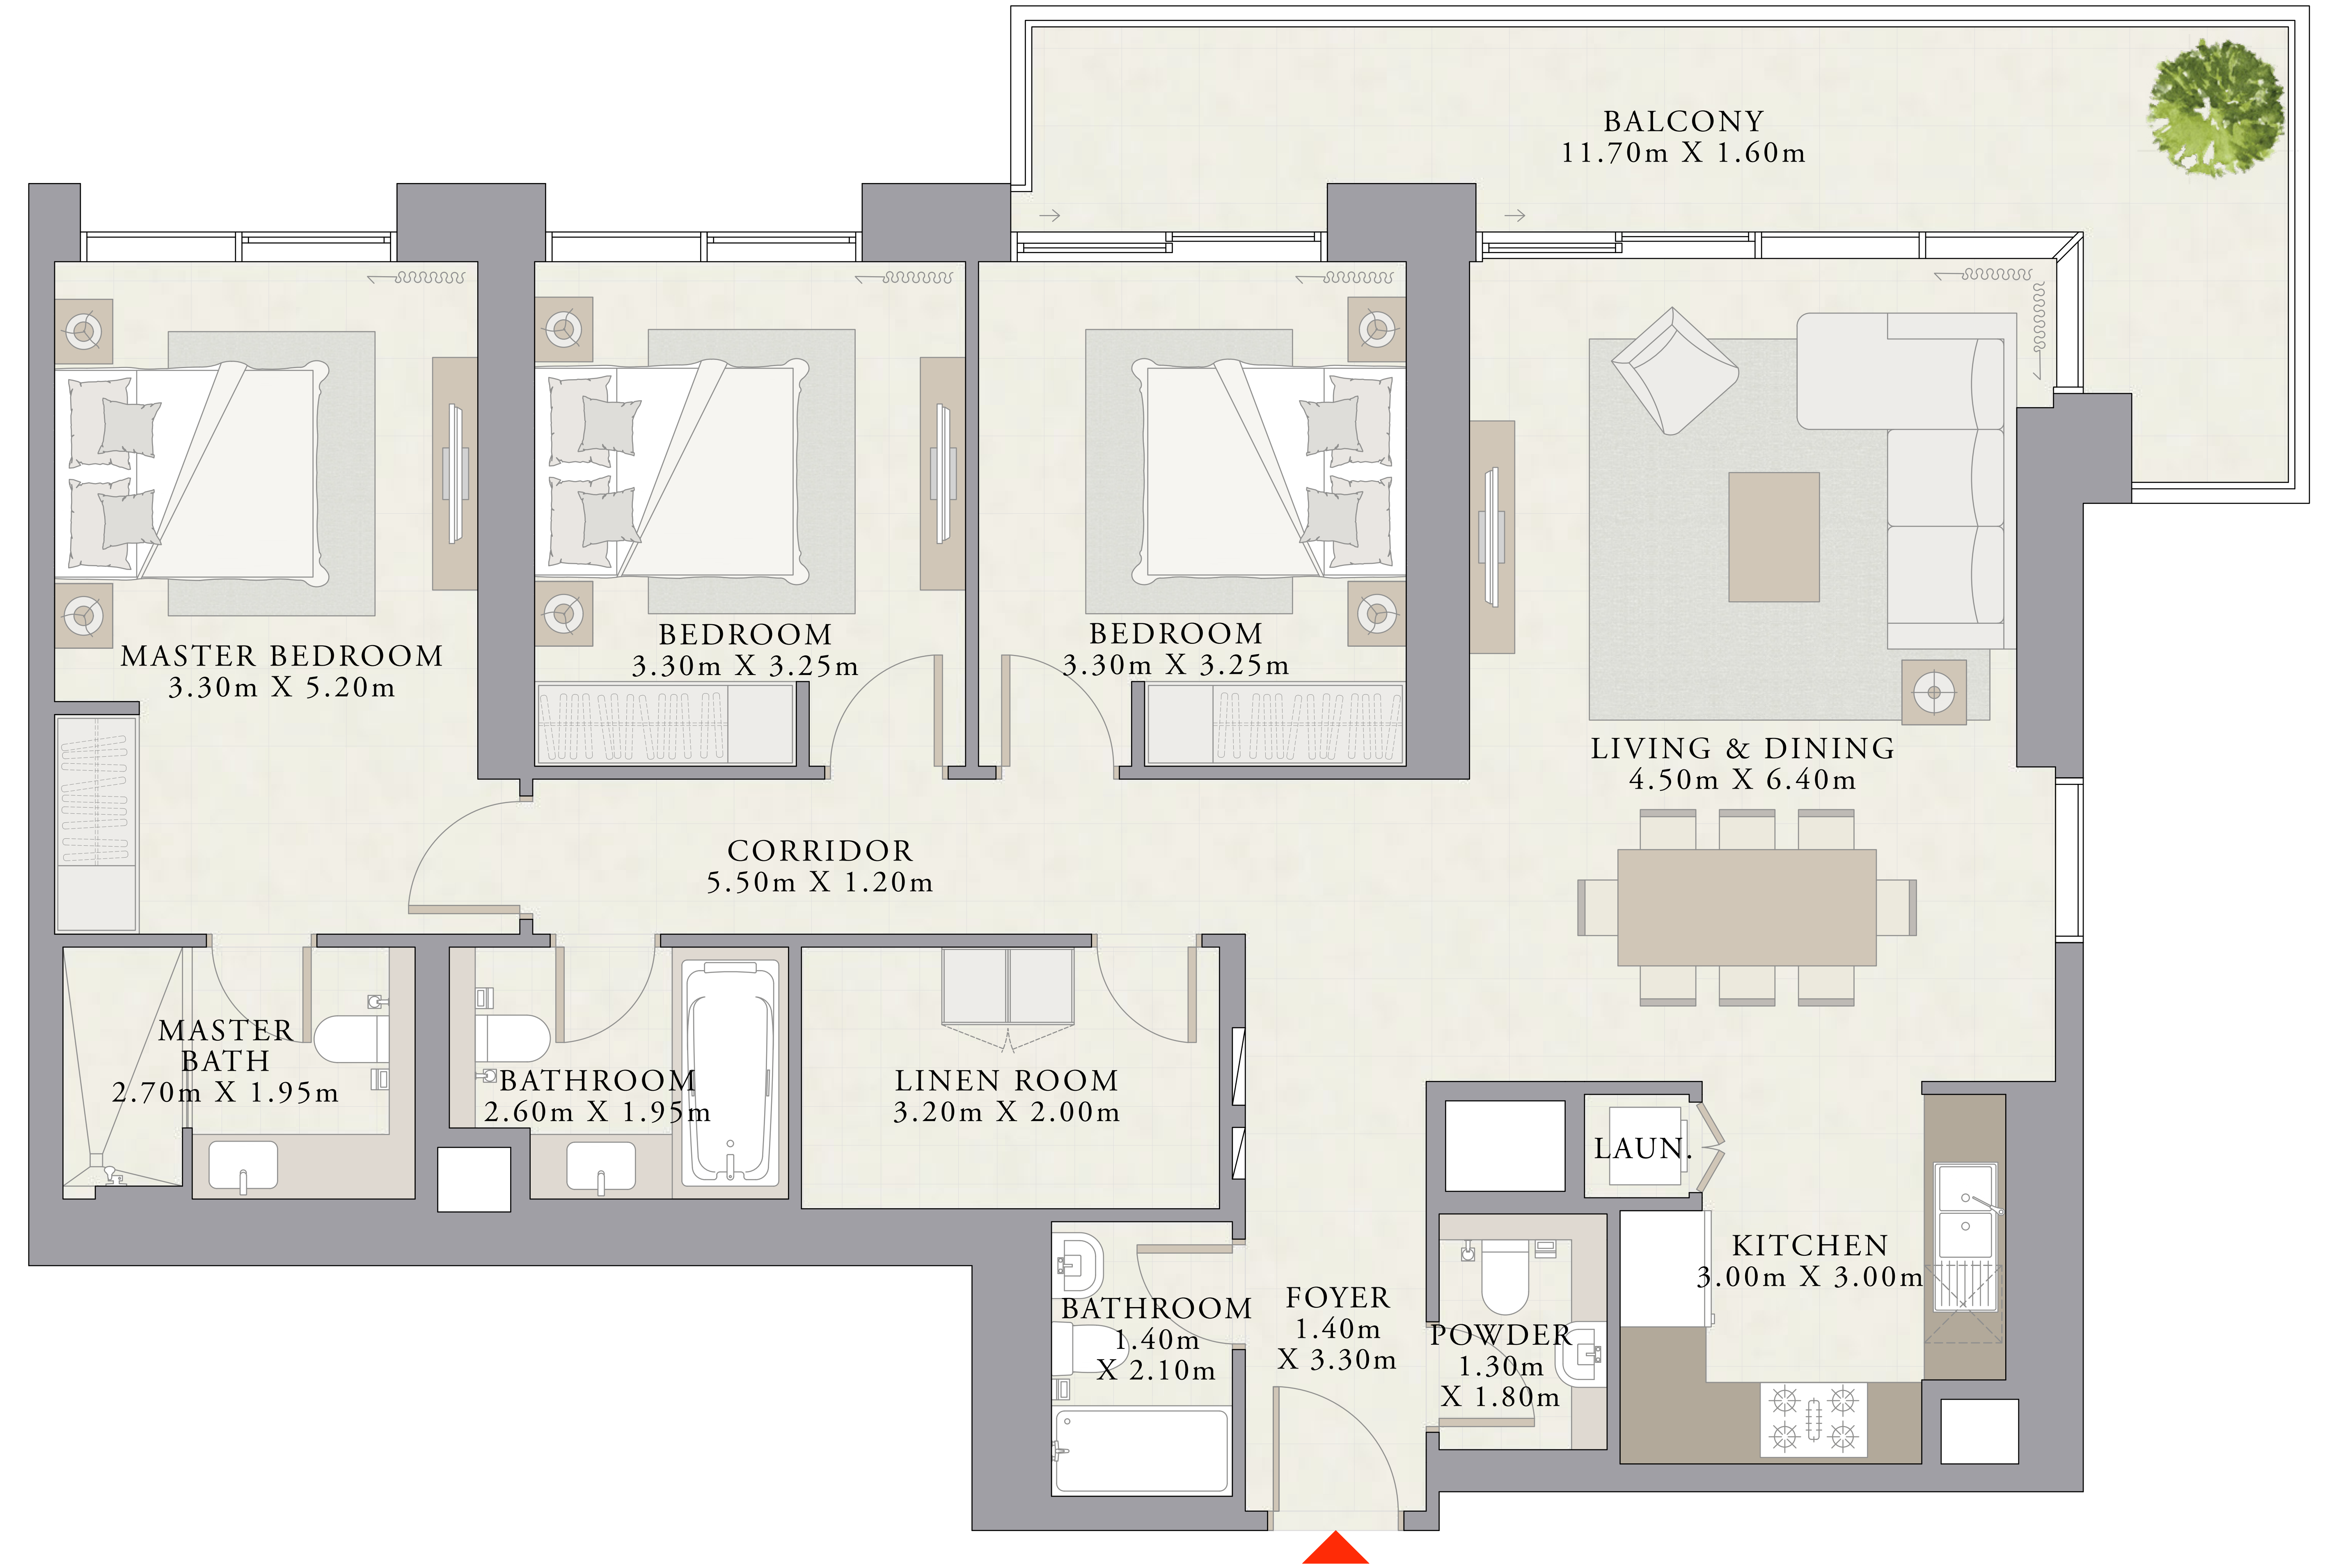 BALCONY
11.70m X 1.60m
MASTER BEDROOM
3.30m X 5.20m
BEDROOM
3.30m X 3.25m
BEDROOM
3.30m X 3.25m
LIVING & DINING
4.50m X 6.40m
CORRIDOR
5.50m X 1.20m
MASTER
BATH
2.70m X 1.95m
BATHROOM
2.60m X 1.95m
LINEN ROOM
3.20m X 2.00m
LAUN.
KITCHEN
3.00m X 3.00m
BATHROOM
1.40m
X 2.10m
FOYER
1.40m
X 3.30m
POWDER
1.30m
X 1.80m